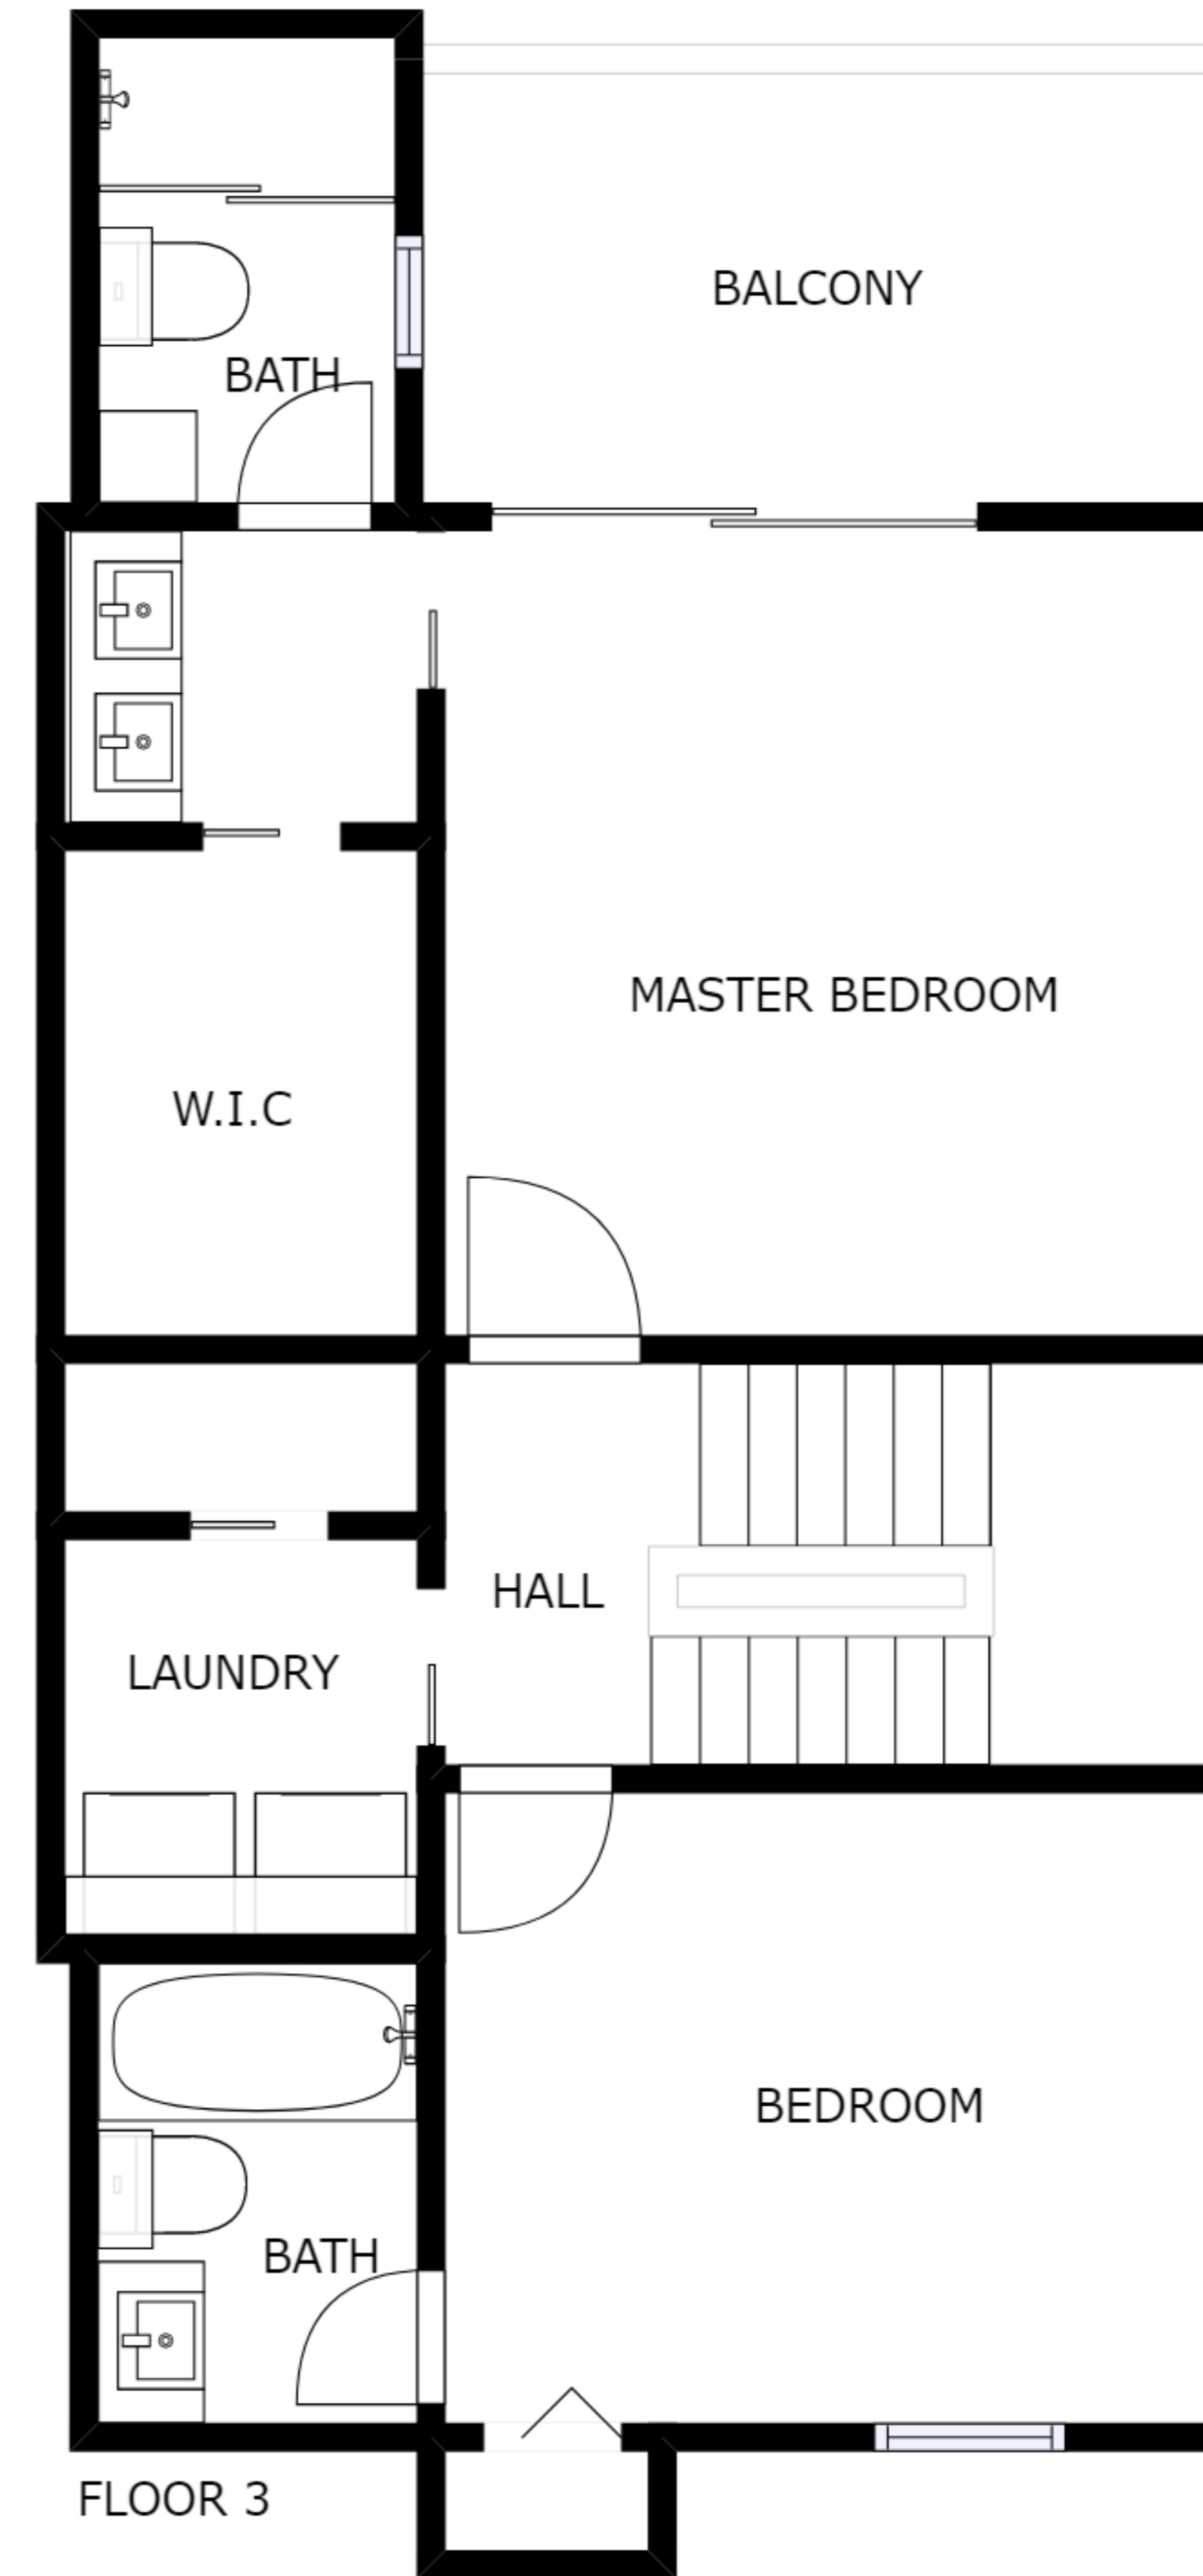 BALCONY
BATH
MASTER BEDROOM
W.I.C
HALL
LAUNDRY
BEDROOM
BATH
FLOOR 3